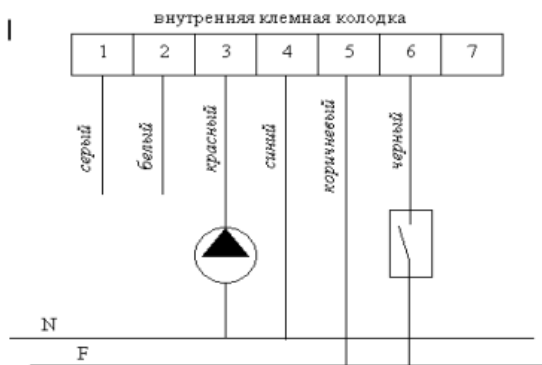 внутренняя клемная колодка
1 2 3 4 5 6 7
серый
белый
красный
синий
коричневый
черный
N
F